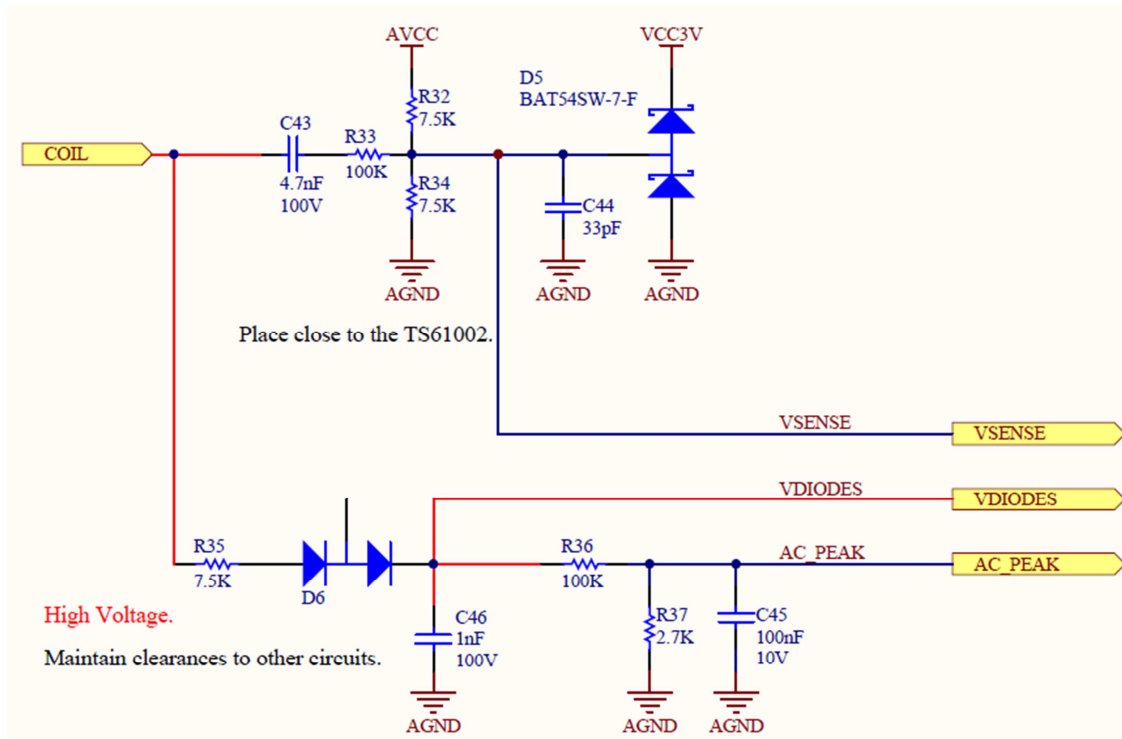 AVCC
VCC3V
D5
BAT54SW-7-F
R32
7.5K
COIL
C43
4.7nF
100V
R33
100K
R34
7.5K
C44
33pF
AGND
AGND
AGND
Place close to the TS61002.
VSENSE
VSENSE
VDIODES
VDIODES
R35
7.5K
D6
R36
100K
AC_PEAK
AC_PEAK
High Voltage.
Maintain clearances to other circuits.
C46
1nF
100V
R37
2.7K
C45
100nF
10V
AGND
AGND
AGND